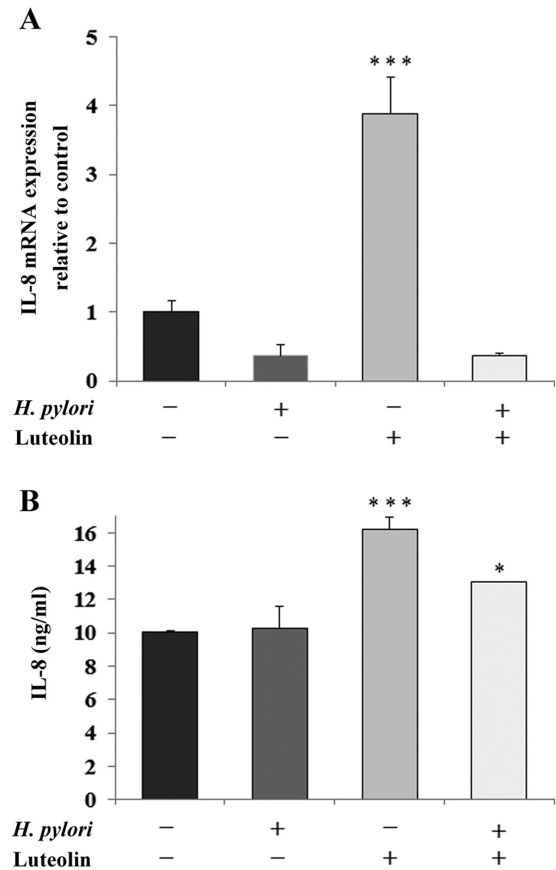 A
IL-8 mRNA expression
relative to control
5
4
3
2
1
0
***
H. pylori − + − +
Luteolin − − + +
B
IL-8 (ng/ml)
16
14
12
10
8
6
4
2
0
***
*
H. pylori − + − +
Luteolin − − + +